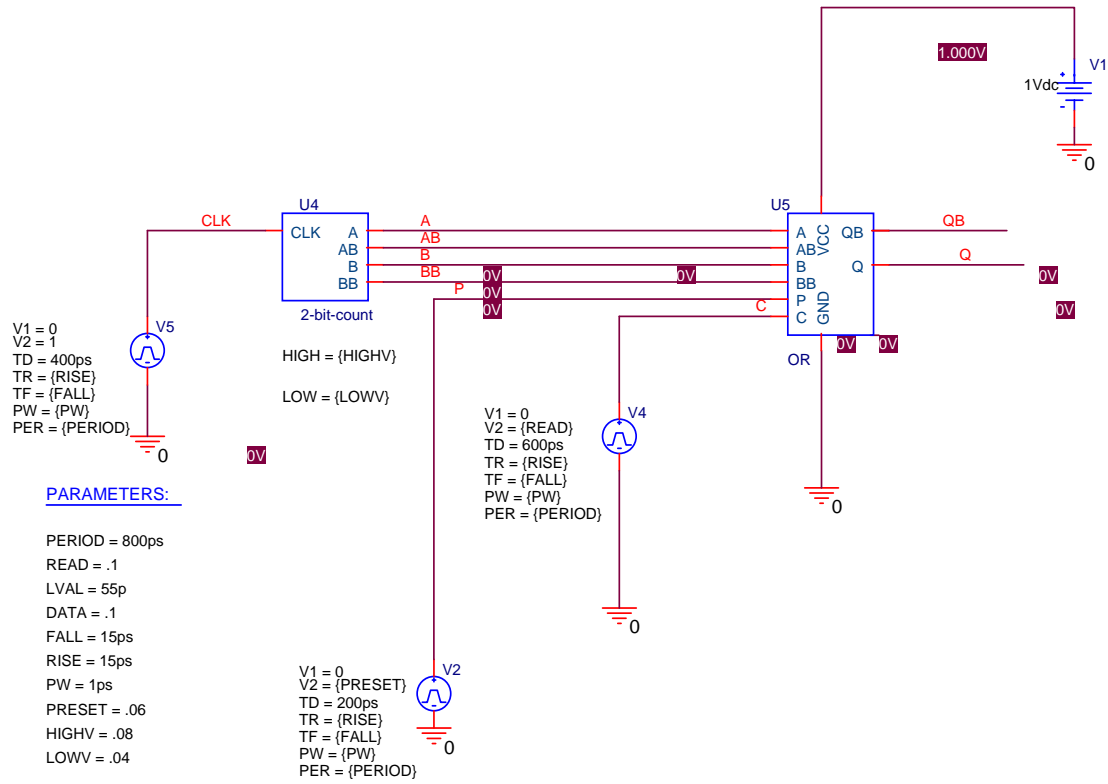 1.000V
V1
1Vdc
+
-
0
U4
U5
CLK
A
AB
B
BB
P
C
QB
Q
CLK
A
AB
B
BB
A
AB
B
BB
P
C
VCC
GND
QB
Q
2-bit-count
OR
0V
0V
0V
0V
0V
0V
0V
0V
0V
HIGH = {HIGHV}
LOW = {LOWV}
V5
V1 = 0
V2 = 1
TD = 400ps
TR = {RISE}
TF = {FALL}
PW = {PW}
PER = {PERIOD}
0
V4
V1 = 0
V2 = {READ}
TD = 600ps
TR = {RISE}
TF = {FALL}
PW = {PW}
PER = {PERIOD}
0
0
PARAMETERS:
PERIOD = 800ps
READ = .1
LVAL = 55p
DATA = .1
FALL = 15ps
RISE = 15ps
PW = 1ps
PRESET = .06
HIGHV = .08
LOWV = .04
V2
V1 = 0
V2 = {PRESET}
TD = 200ps
TR = {RISE}
TF = {FALL}
PW = {PW}
PER = {PERIOD}
0